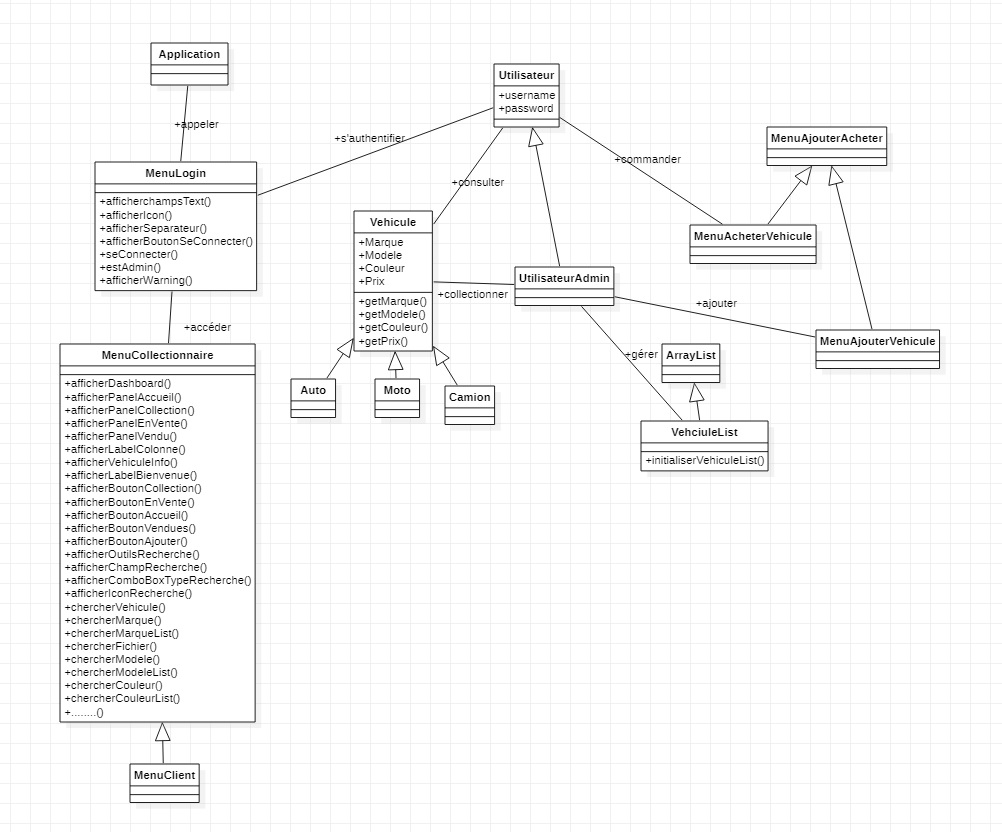 Application
+appeler
MenuLogin
+afficherchampsText()
+afficherIcon()
+afficherSeparateur()
+afficherBoutonSeConnecter()
+seConnecter()
+estAdmin()
+afficherWarning()
+accéder
MenuCollectionnaire
+afficherDashboard()
+afficherPanelAccueil()
+afficherPanelCollection()
+afficherPanelEnVente()
+afficherPanelVendu()
+afficherLabelColonne()
+afficherVehiculeInfo()
+afficherLabelBienvenue()
+afficherBoutonCollection()
+afficherBoutonEnVente()
+afficherBoutonAccueil()
+afficherBoutonVendues()
+afficherBoutonAjouter()
+afficherOutilsRecherche()
+afficherChampRecherche()
+afficherComboBoxTypeRecherche()
+afficherIconRecherche()
+chercherVehicule()
+chercherMarque()
+chercherMarqueList()
+chercherFichier()
+chercherModele()
+chercherModeleList()
+chercherCouleur()
+chercherCouleurList()
+........()
MenuClient
Utilisateur
+username
+password
+s'authentifier
+consulter
+commander
Vehicule
+Marque
+Modele
+Couleur
+Prix
+getMarque()
+getModele()
+getCouleur()
+getPrix()
+collectionner
Auto
Moto
Camion
UtilisateurAdmin
+ajouter
+gérer
ArrayList
VehciuleList
+initialiserVehiculeList()
MenuAjouterAcheter
MenuAcheterVehicule
MenuAjouterVehicule